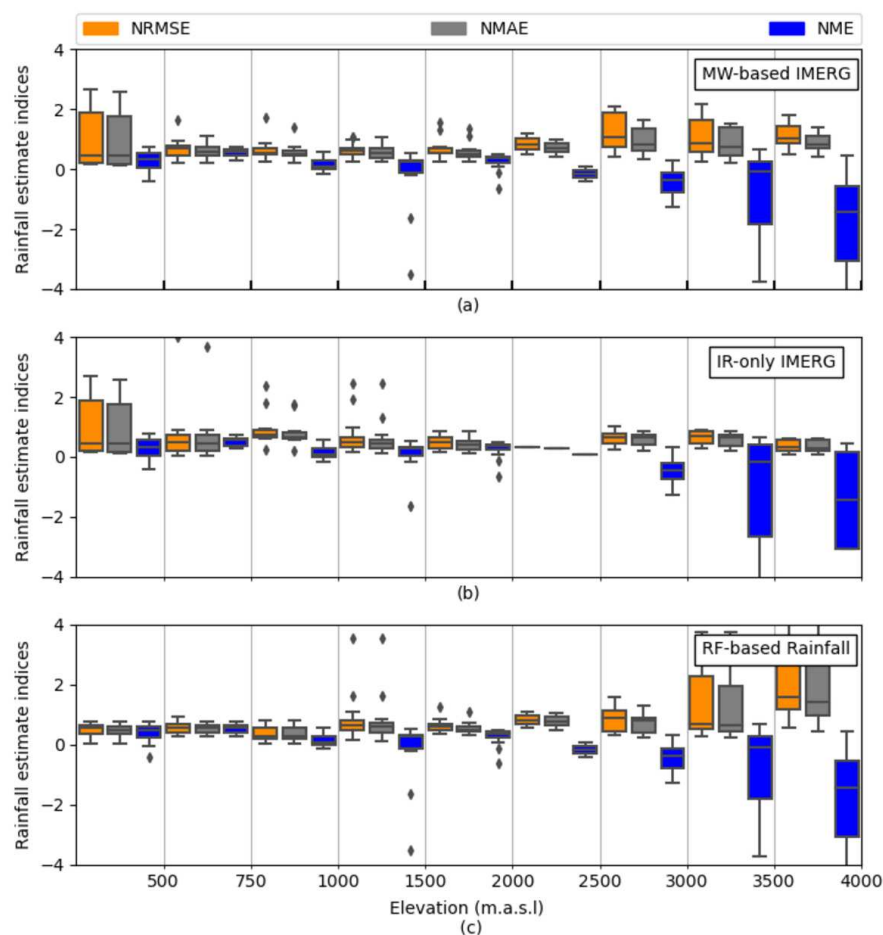 NRMSE NMAE NME
4
2
0
−2
−4
Rainfall estimate indices
MW-based IMERG
(a)
4
2
0
−2
−4
Rainfall estimate indices
IR-only IMERG
(b)
4
2
0
−2
−4
Rainfall estimate indices
RF-based Rainfall
500 750 1000 1500 2000 2500 3000 3500 4000
Elevation (m.a.s.l)
(c)